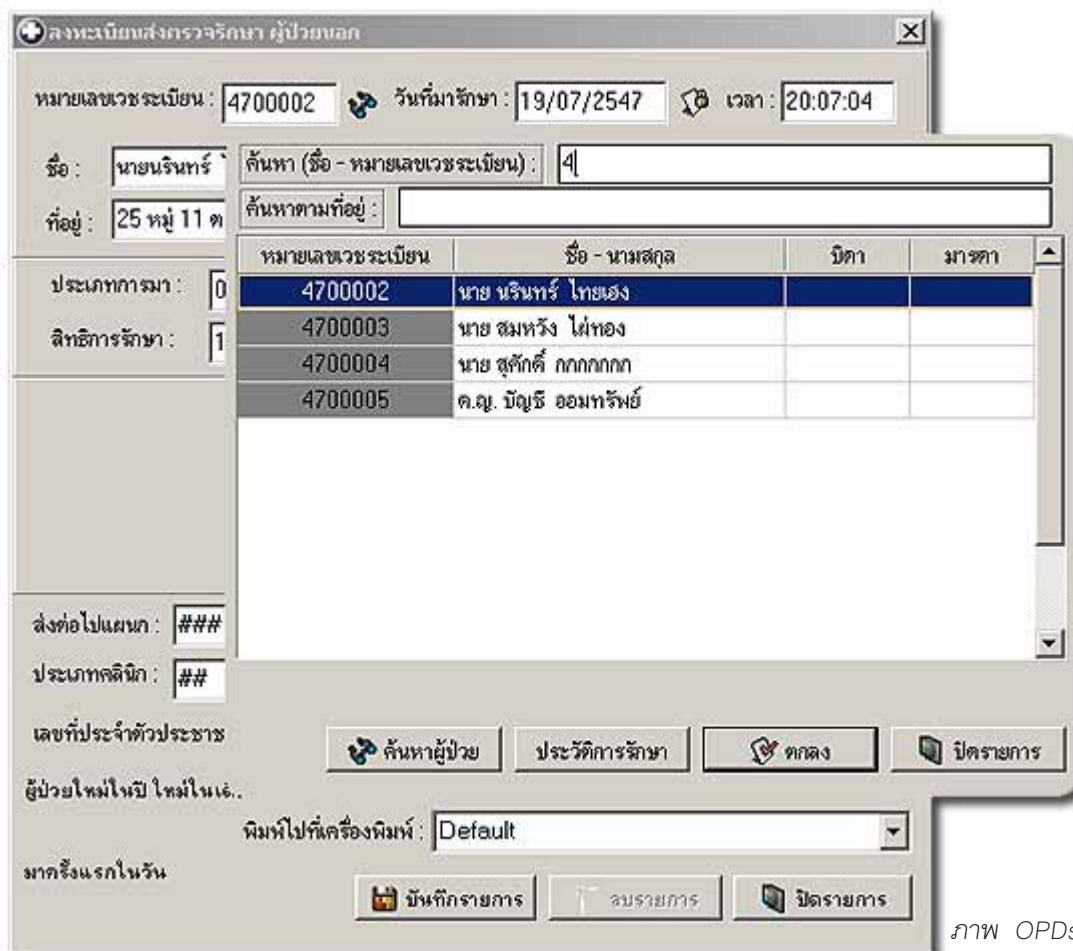 ลงทะเบียนส่งตรวจรักษา ผู้ป่วยนอก
หมายเลขเวชระเบียน : 4700002 วันที่มารักษา : 19/07/2547 เวลา : 20:07:04
ชื่อ : นายนรินทร์
ที่อยู่ : 25 หมู่ 11 ต
ค้นหา (ชื่อ - หมายเลขเวชระเบียน) : 4
ค้นหาตามที่อยู่ :
หมายเลขเวชระเบียน ชื่อ - นามสกุล บิดา มารดา
4700002 นาย นรินทร์ ไทยเฮง
4700003 นาย สมหวัง ไผ่ทอง
4700004 นาย สุศักดิ์ กกกกกกก
4700005 ด.ญ. บัญชี ออมทรัพย์
ประเภทการมา : 0
สิทธิการรักษา : 1
ส่งต่อไปแผนก : ###
ประเภทคลินิก : ##
เลขที่ประจำตัวประชาช
ค้นหาผู้ป่วย ประวัติการรักษา ตกลง ปิดรายการ
ผู้ป่วยใหม่ในปี ใหม่ใน
พิมพ์ไปที่เครื่องพิมพ์ : Default
มาครั้งแรกในวัน
บันทึกรายการ ลบรายการ ปิดรายการ
ภาพ OPDs